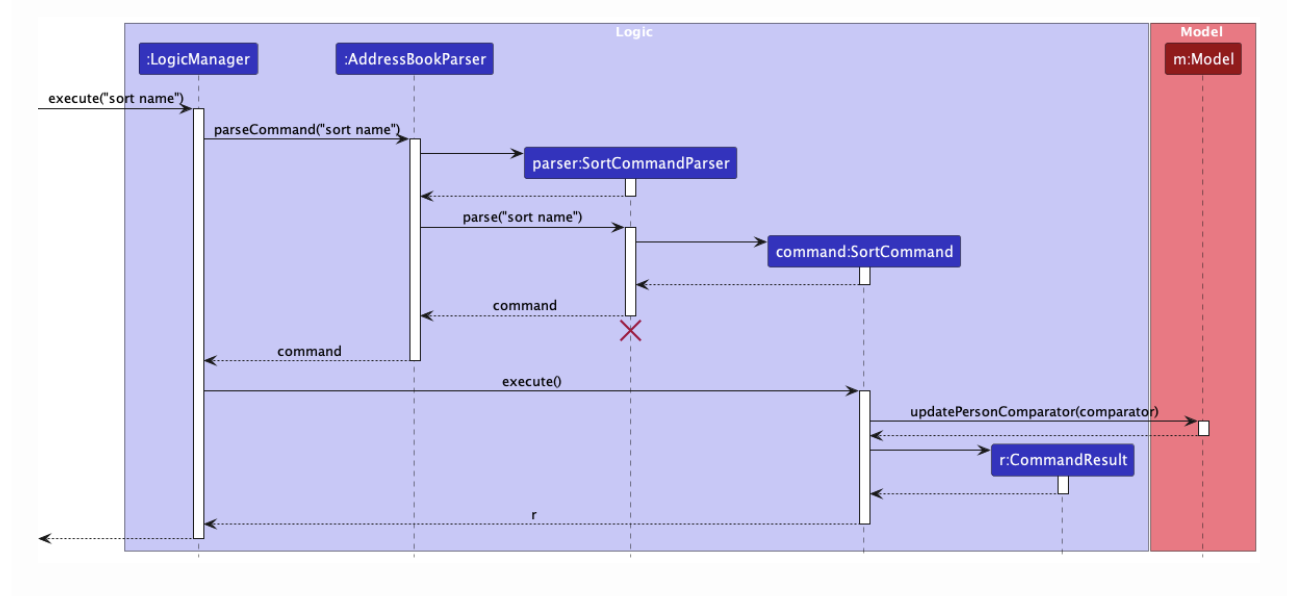 Logic
Model
:LogicManager
:AddressBookParser
m:Model
execute("sort name")
parseCommand("sort name")
parser:SortCommandParser
parse("sort name")
command:SortCommand
command
command
execute()
updatePersonComparator(comparator)
r:CommandResult
r